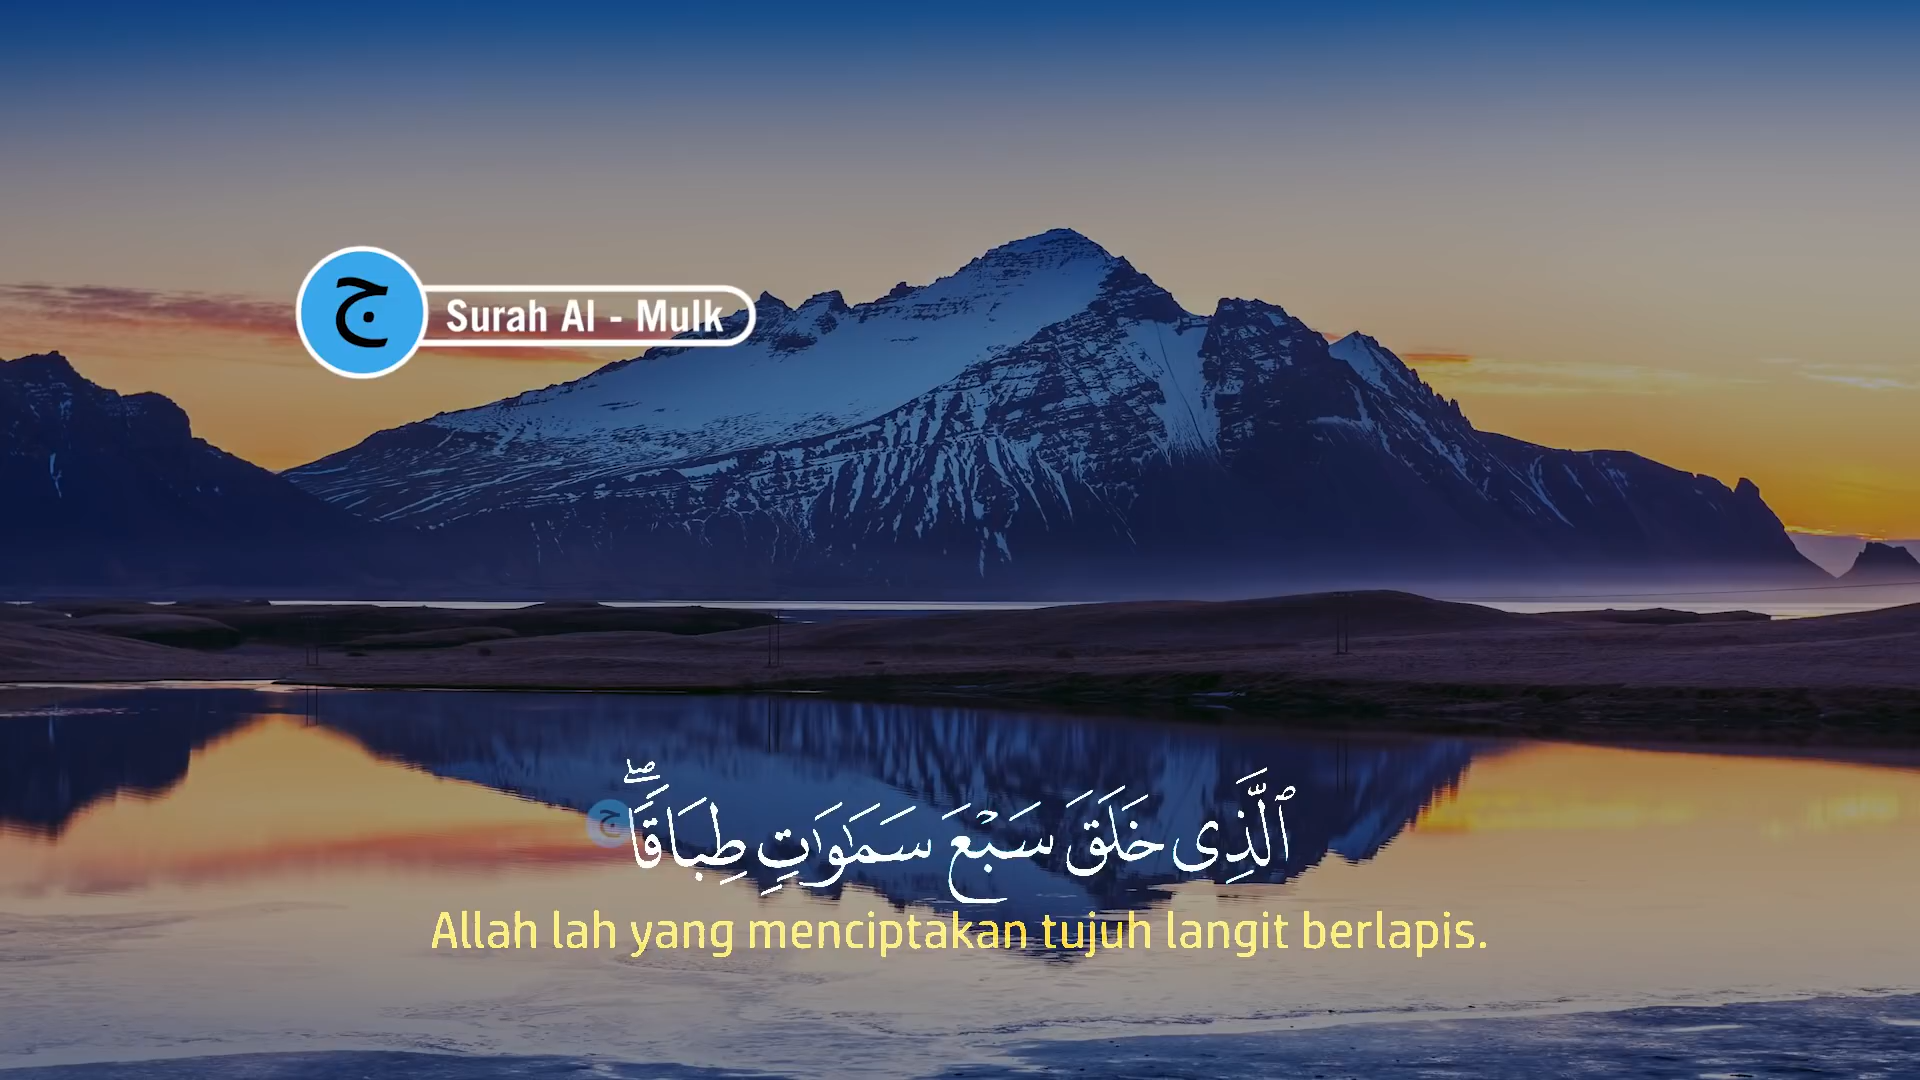 ج
Surah Al - Mulk
ٱلَّذِى خَلَقَ سَبْعَ سَمَٰوَٰتٍ طِبَاقًا ۖ
ج
Allah lah yang menciptakan tujuh langit berlapis.